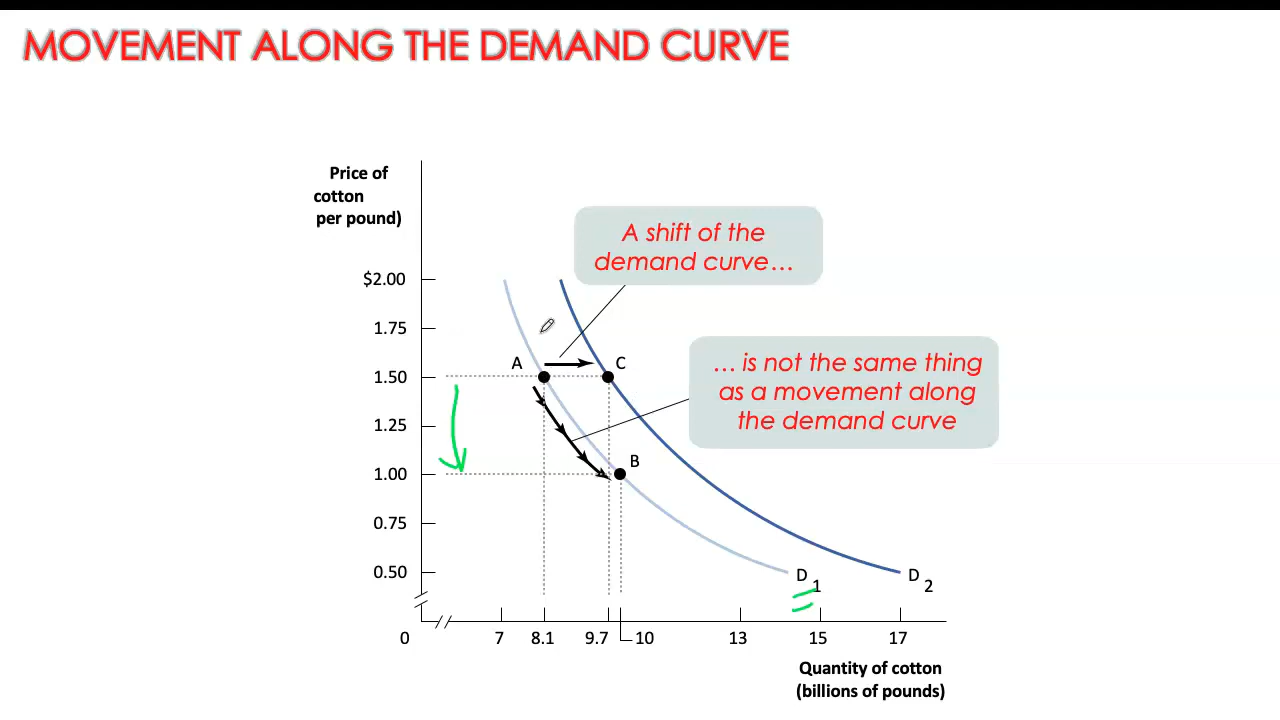 MOVEMENT ALONG THE DEMAND CURVE
Price of
cotton
per pound)
A shift of the
demand curve…
$2.00
1.75
A
C
… is not the same thing
as a movement along
the demand curve
1.50
1.25
B
1.00
0.75
0.50
D 1
D 2
0
7
8.1
9.7
10
13
15
17
Quantity of cotton
(billions of pounds)